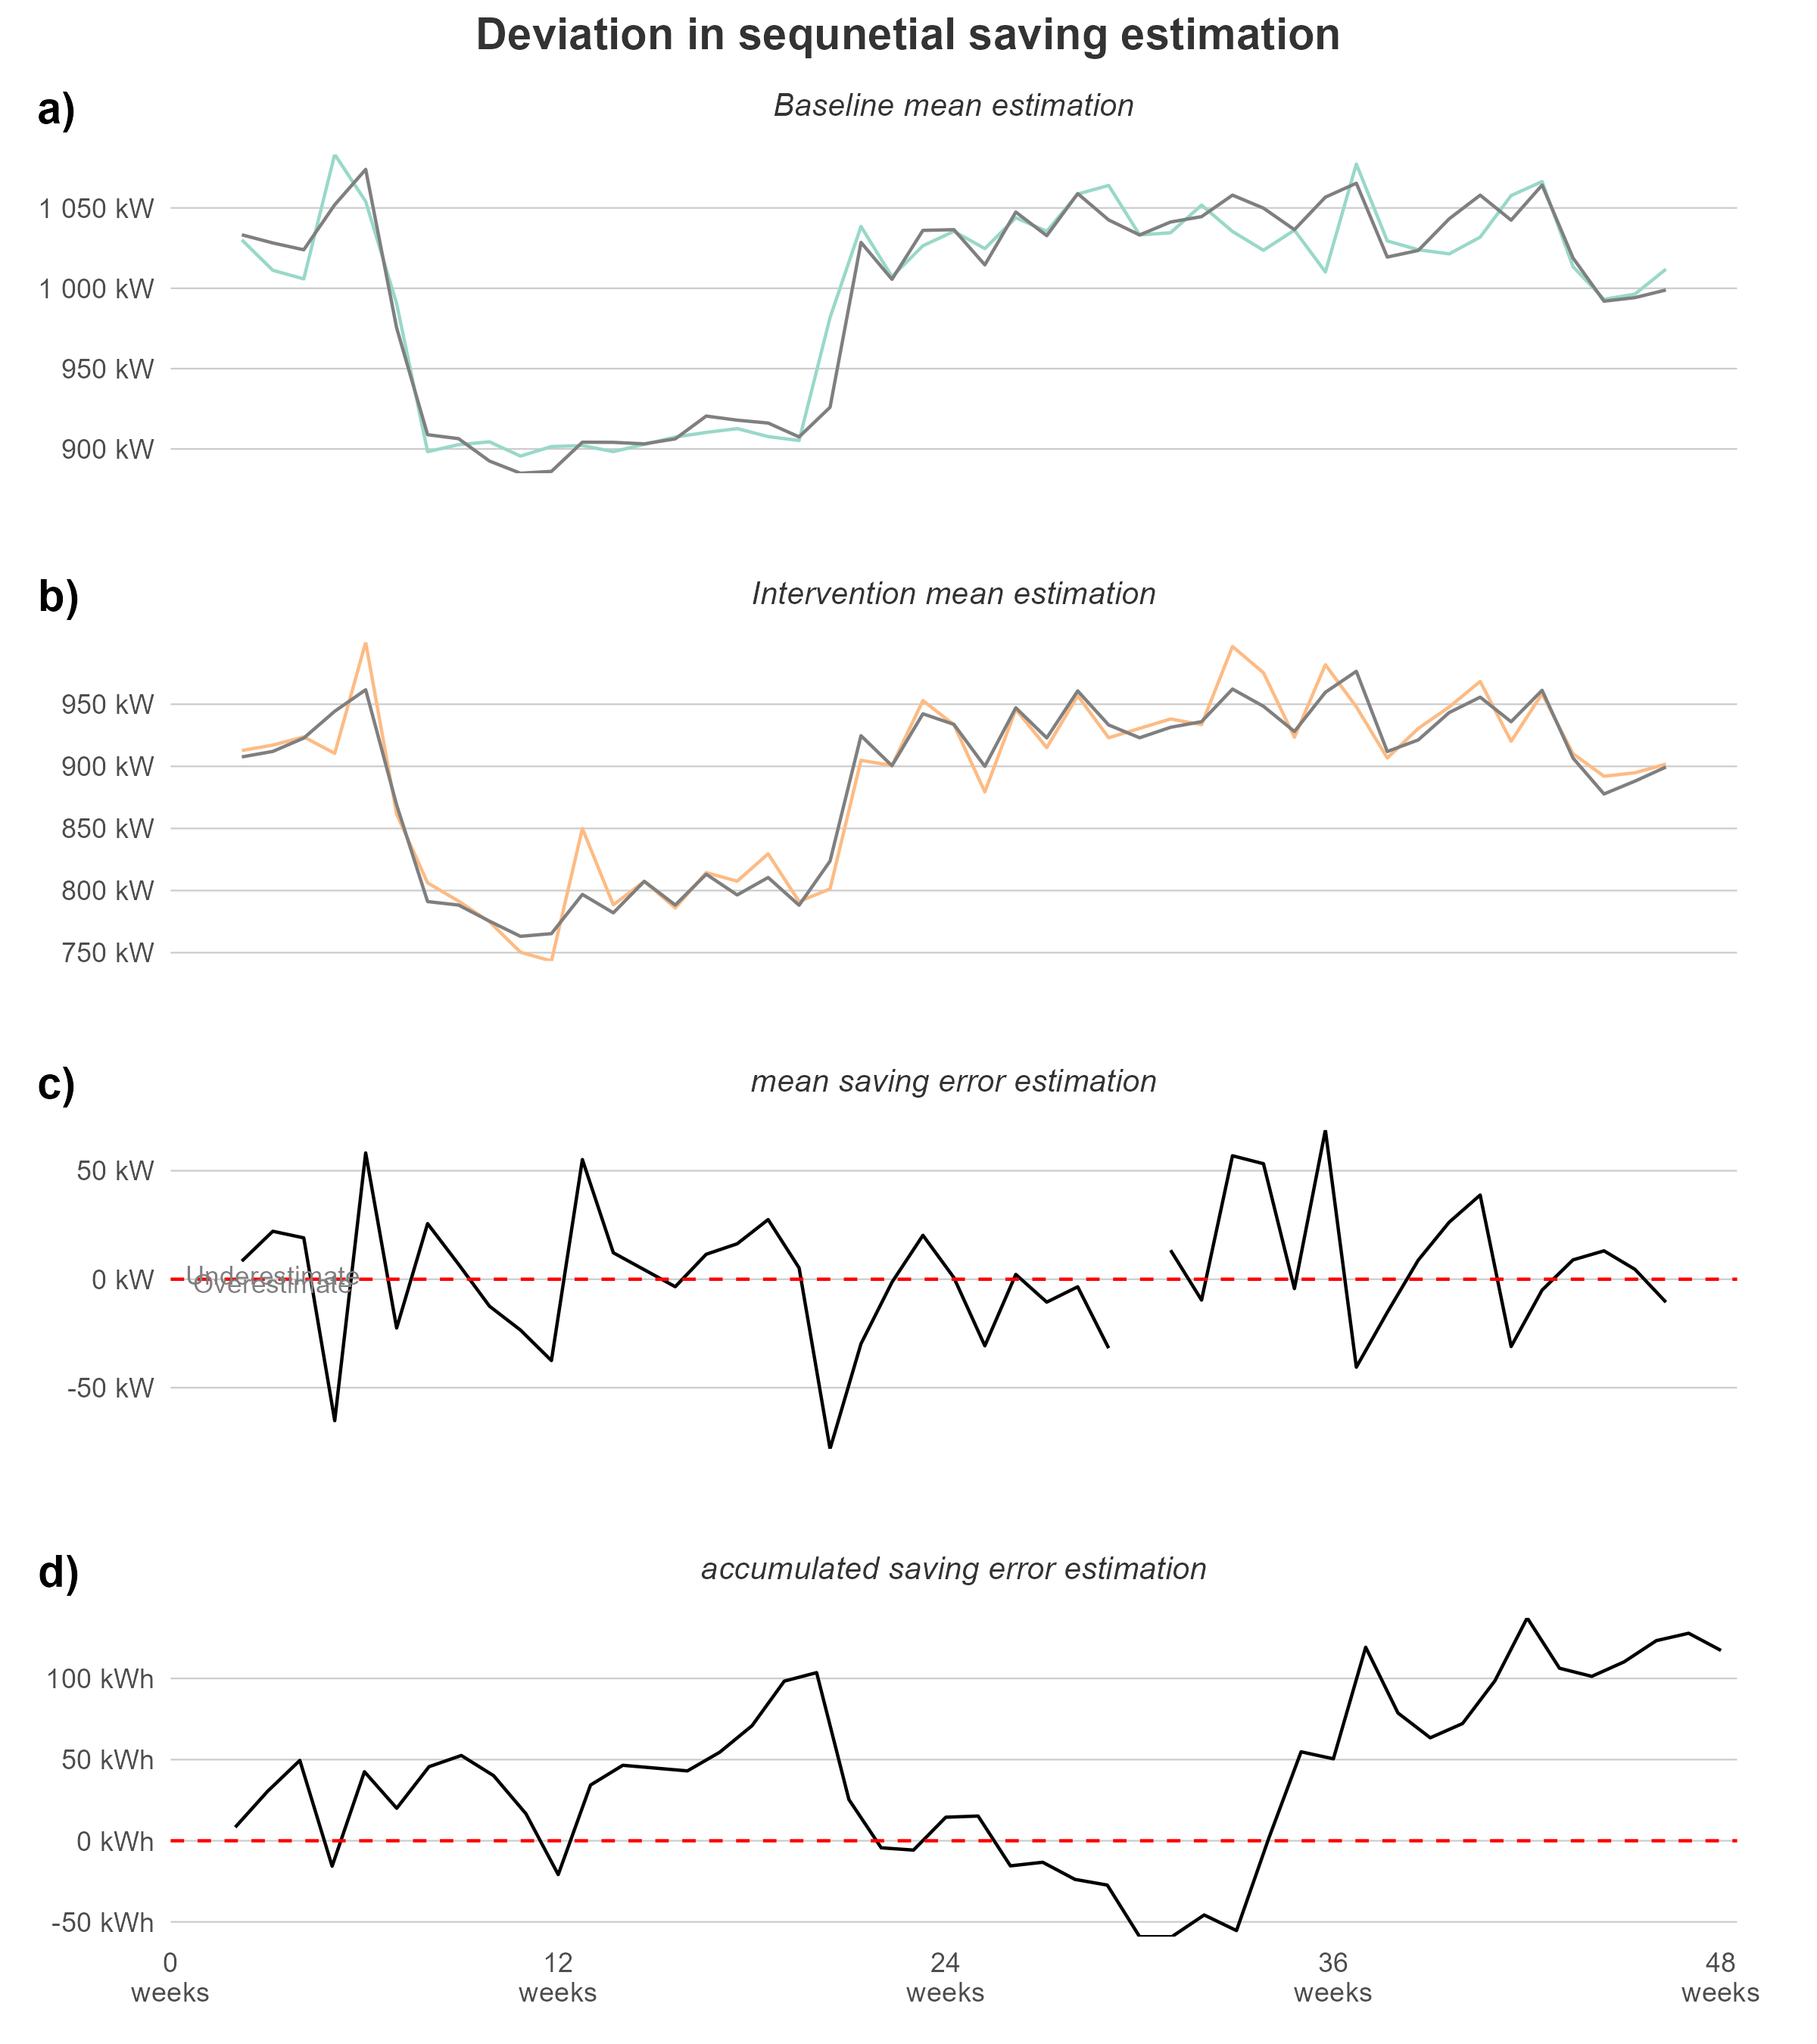 Deviation in sequnetial saving estimation
a)
Baseline mean estimation
1 050 kW
1 000 kW
950 kW
900 kW
b)
Intervention mean estimation
950 kW
900 kW
850 kW
800 kW
750 kW
c)
mean saving error estimation
50 kW
Underestimate
0 kW
Overestimate
-50 kW
d)
accumulated saving error estimation
100 kWh
50 kWh
0 kWh
-50 kWh
0 12 24 36 48
weeks weeks weeks weeks weeks